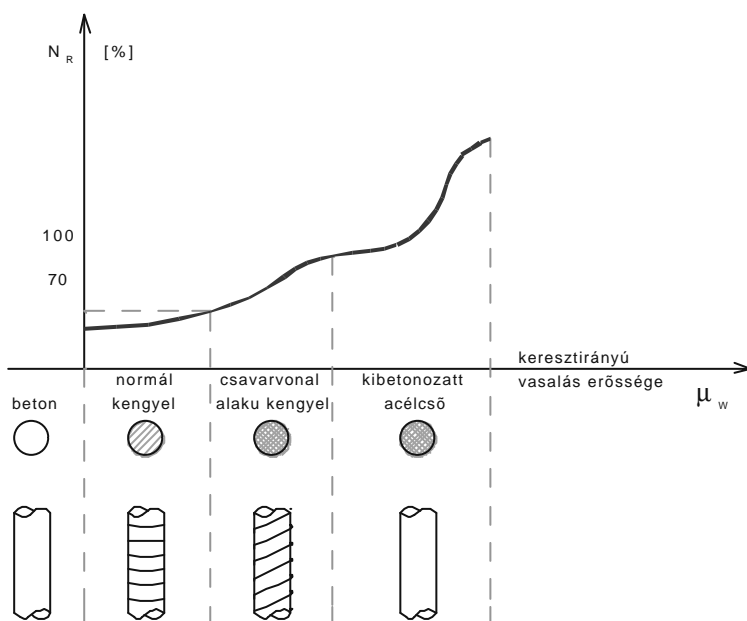 N R [%]
100
70
keresztirányú
vasalás erõssége
μ w
beton
normál
kengyel
csavarvonal
alaku kengyel
kibetonozatt
acélcsõ